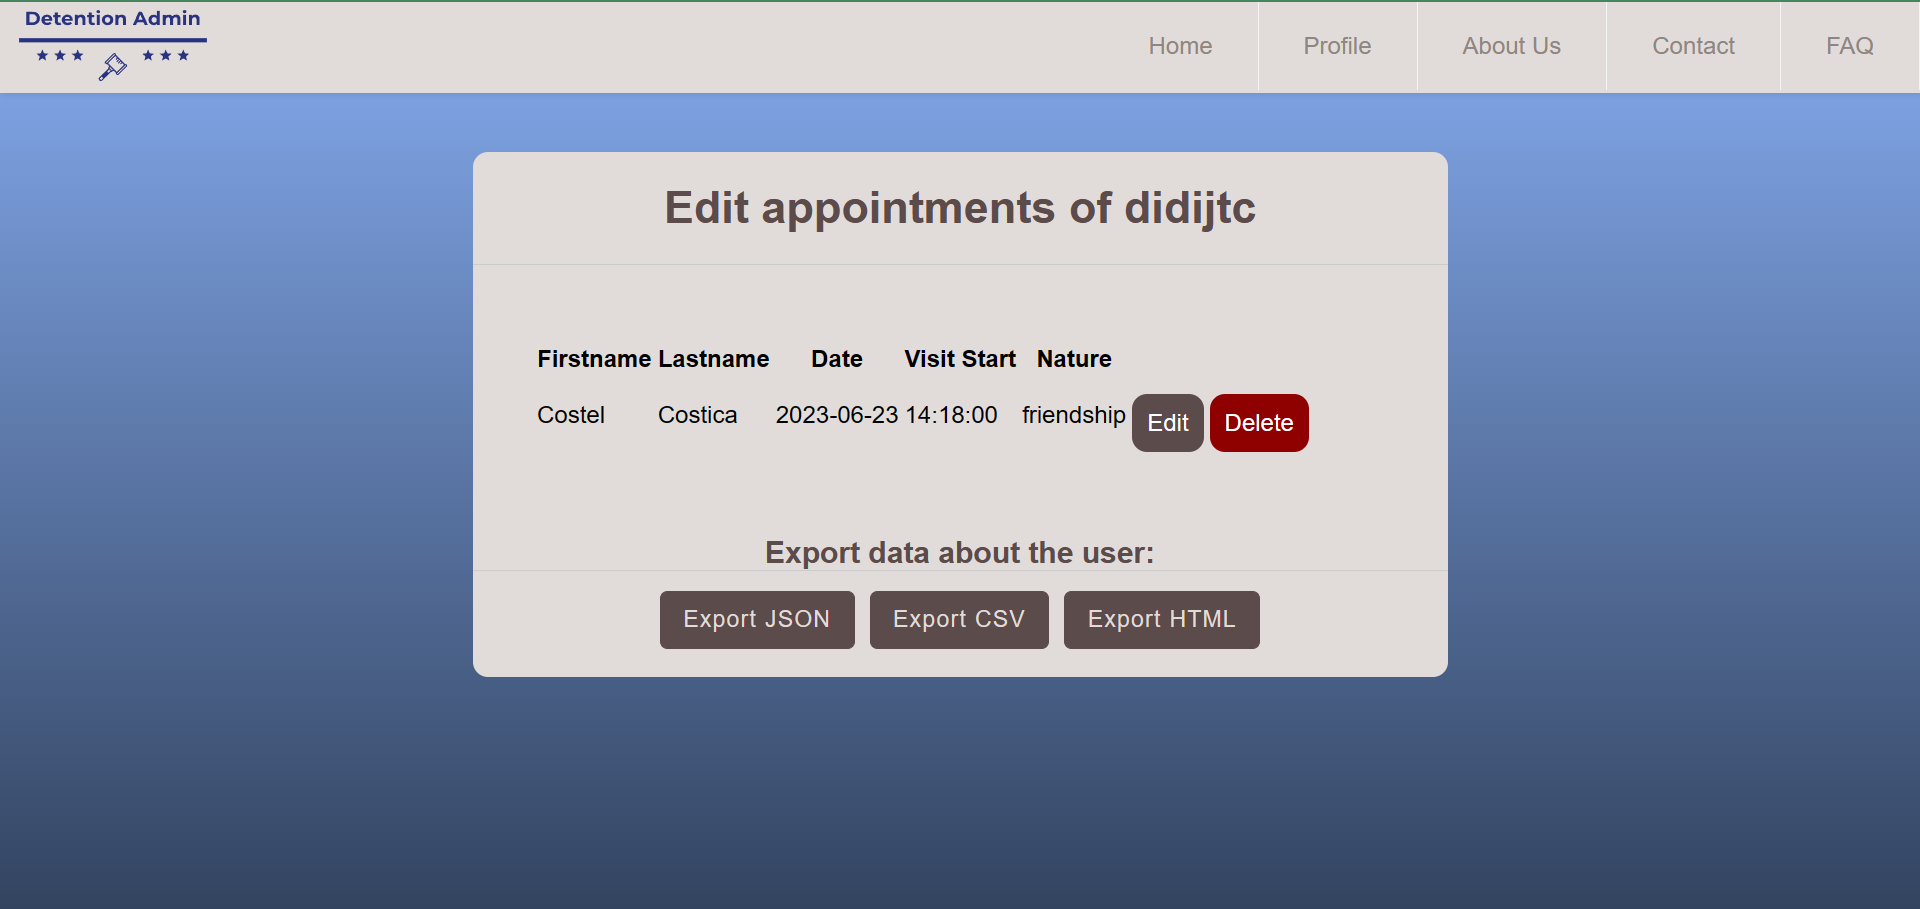 Detention Admin
Home Profile About Us Contact FAQ
Edit appointments of didijtc
Firstname Lastname Date Visit Start Nature
Costel Costica 2023-06-23 14:18:00 friendship Edit Delete
Export data about the user:
Export JSON Export CSV Export HTML